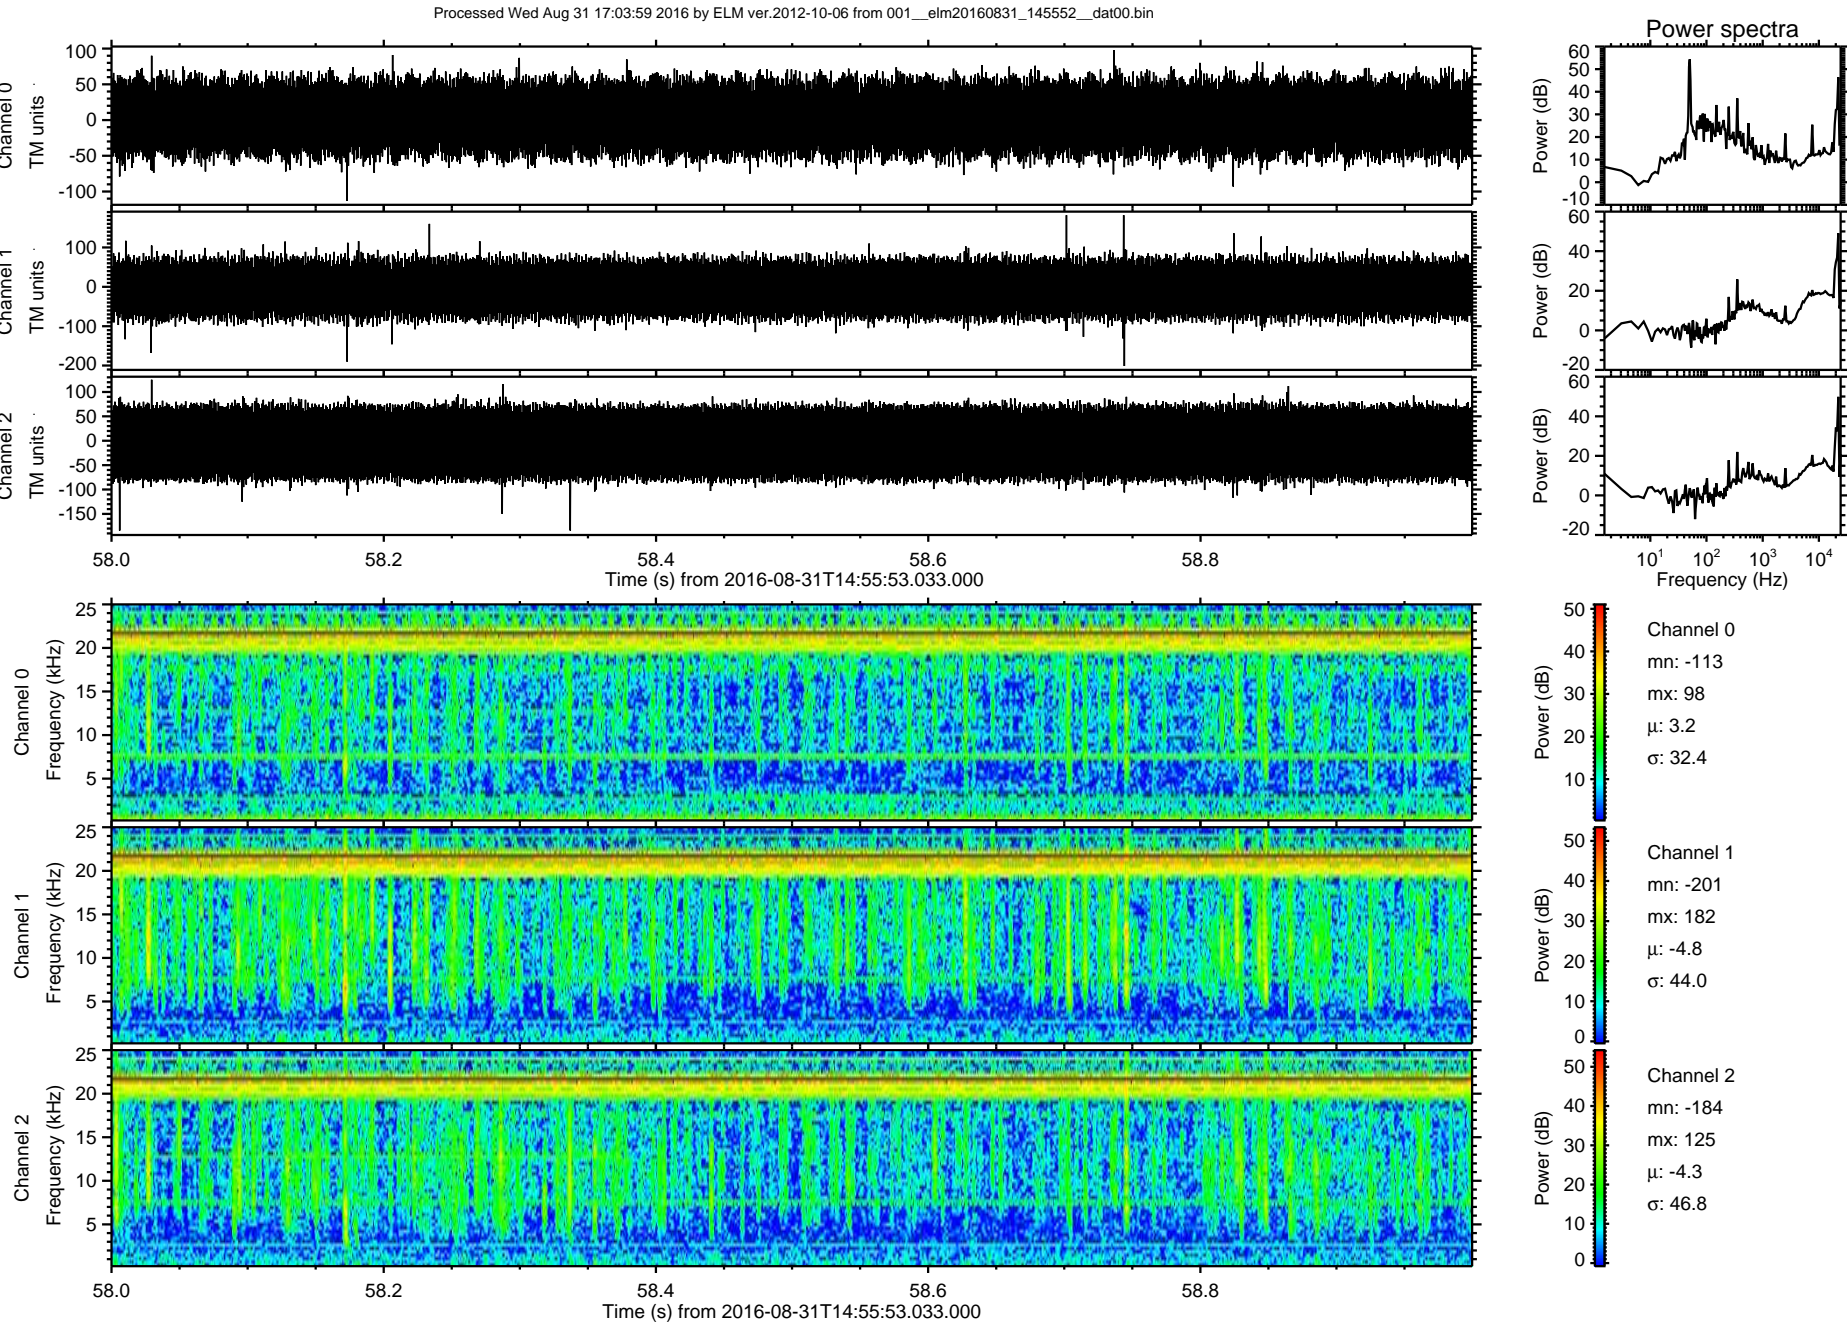 Processed Wed Aug 31 17:03:59 2016 by ELM ver.2012-10-06 from 001__elm20160831_145552__dat00.bin
Power spectra
Channel 0
TM units
100
50
0
-50
-100
Power (dB)
60
50
40
30
20
10
0
-10
Channel 1
TM units
100
0
-100
-200
Power (dB)
60
40
20
0
-20
Channel 2
TM units
100
50
0
-50
-100
-150
Power (dB)
60
40
20
0
-20
58.0 58.2 58.4 58.6 58.8
Time (s) from 2016-08-31T14:55:53.033.000
10¹ 10² 10³ 10⁴
Frequency (Hz)
Channel 0
Frequency (kHz)
25
20
15
10
5
Power (dB)
50
40
30
20
10
Channel 0
mn: -113
mx: 98
μ: 3.2
σ: 32.4
Channel 1
Frequency (kHz)
25
20
15
10
5
Power (dB)
50
40
30
20
10
0
Channel 1
mn: -201
mx: 182
μ: -4.8
σ: 44.0
Channel 2
Frequency (kHz)
25
20
15
10
5
Power (dB)
50
40
30
20
10
0
Channel 2
mn: -184
mx: 125
μ: -4.3
σ: 46.8
58.0 58.2 58.4 58.6 58.8
Time (s) from 2016-08-31T14:55:53.033.000